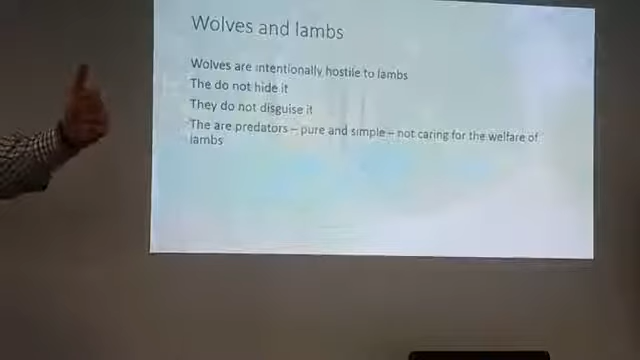 Wolves and lambs
Wolves are intentionally hostile to lambs
The do not hide it
They do not disguise it
The are predators – pure and simple – not caring for the welfare of
lambs